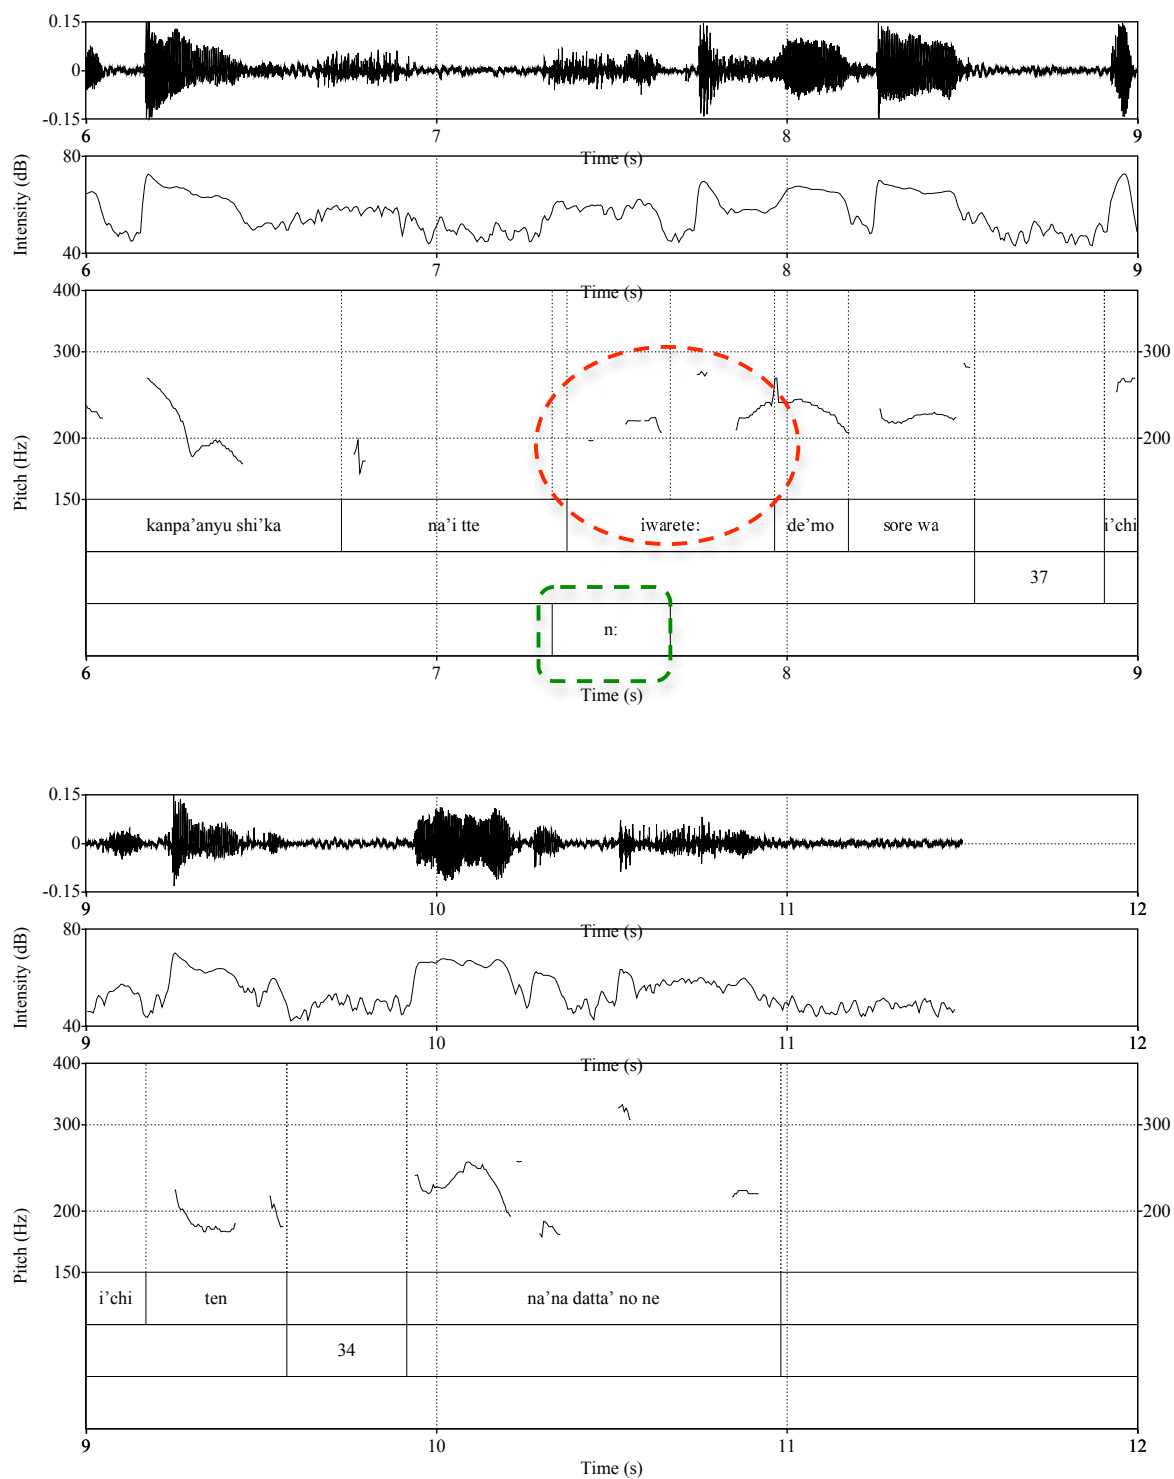 0.15
0
-0.15
6 7 8 9
Time (s)
80
Intensity (dB)
40
6 7 8 9
Time (s)
400
300 300
Pitch (Hz)
200 200
150
kanpa’anyu shi’ka na’i tte iwarete: de’mo sore wa i’chi
37
n:
6 7 8 9
Time (s)
0.15
0
-0.15
9 10 11 12
Time (s)
80
Intensity (dB)
40
9 10 11 12
Time (s)
400
300 300
Pitch (Hz)
200 200
150
i’chi ten na’na datta’ no ne
34
9 10 11 12
Time (s)